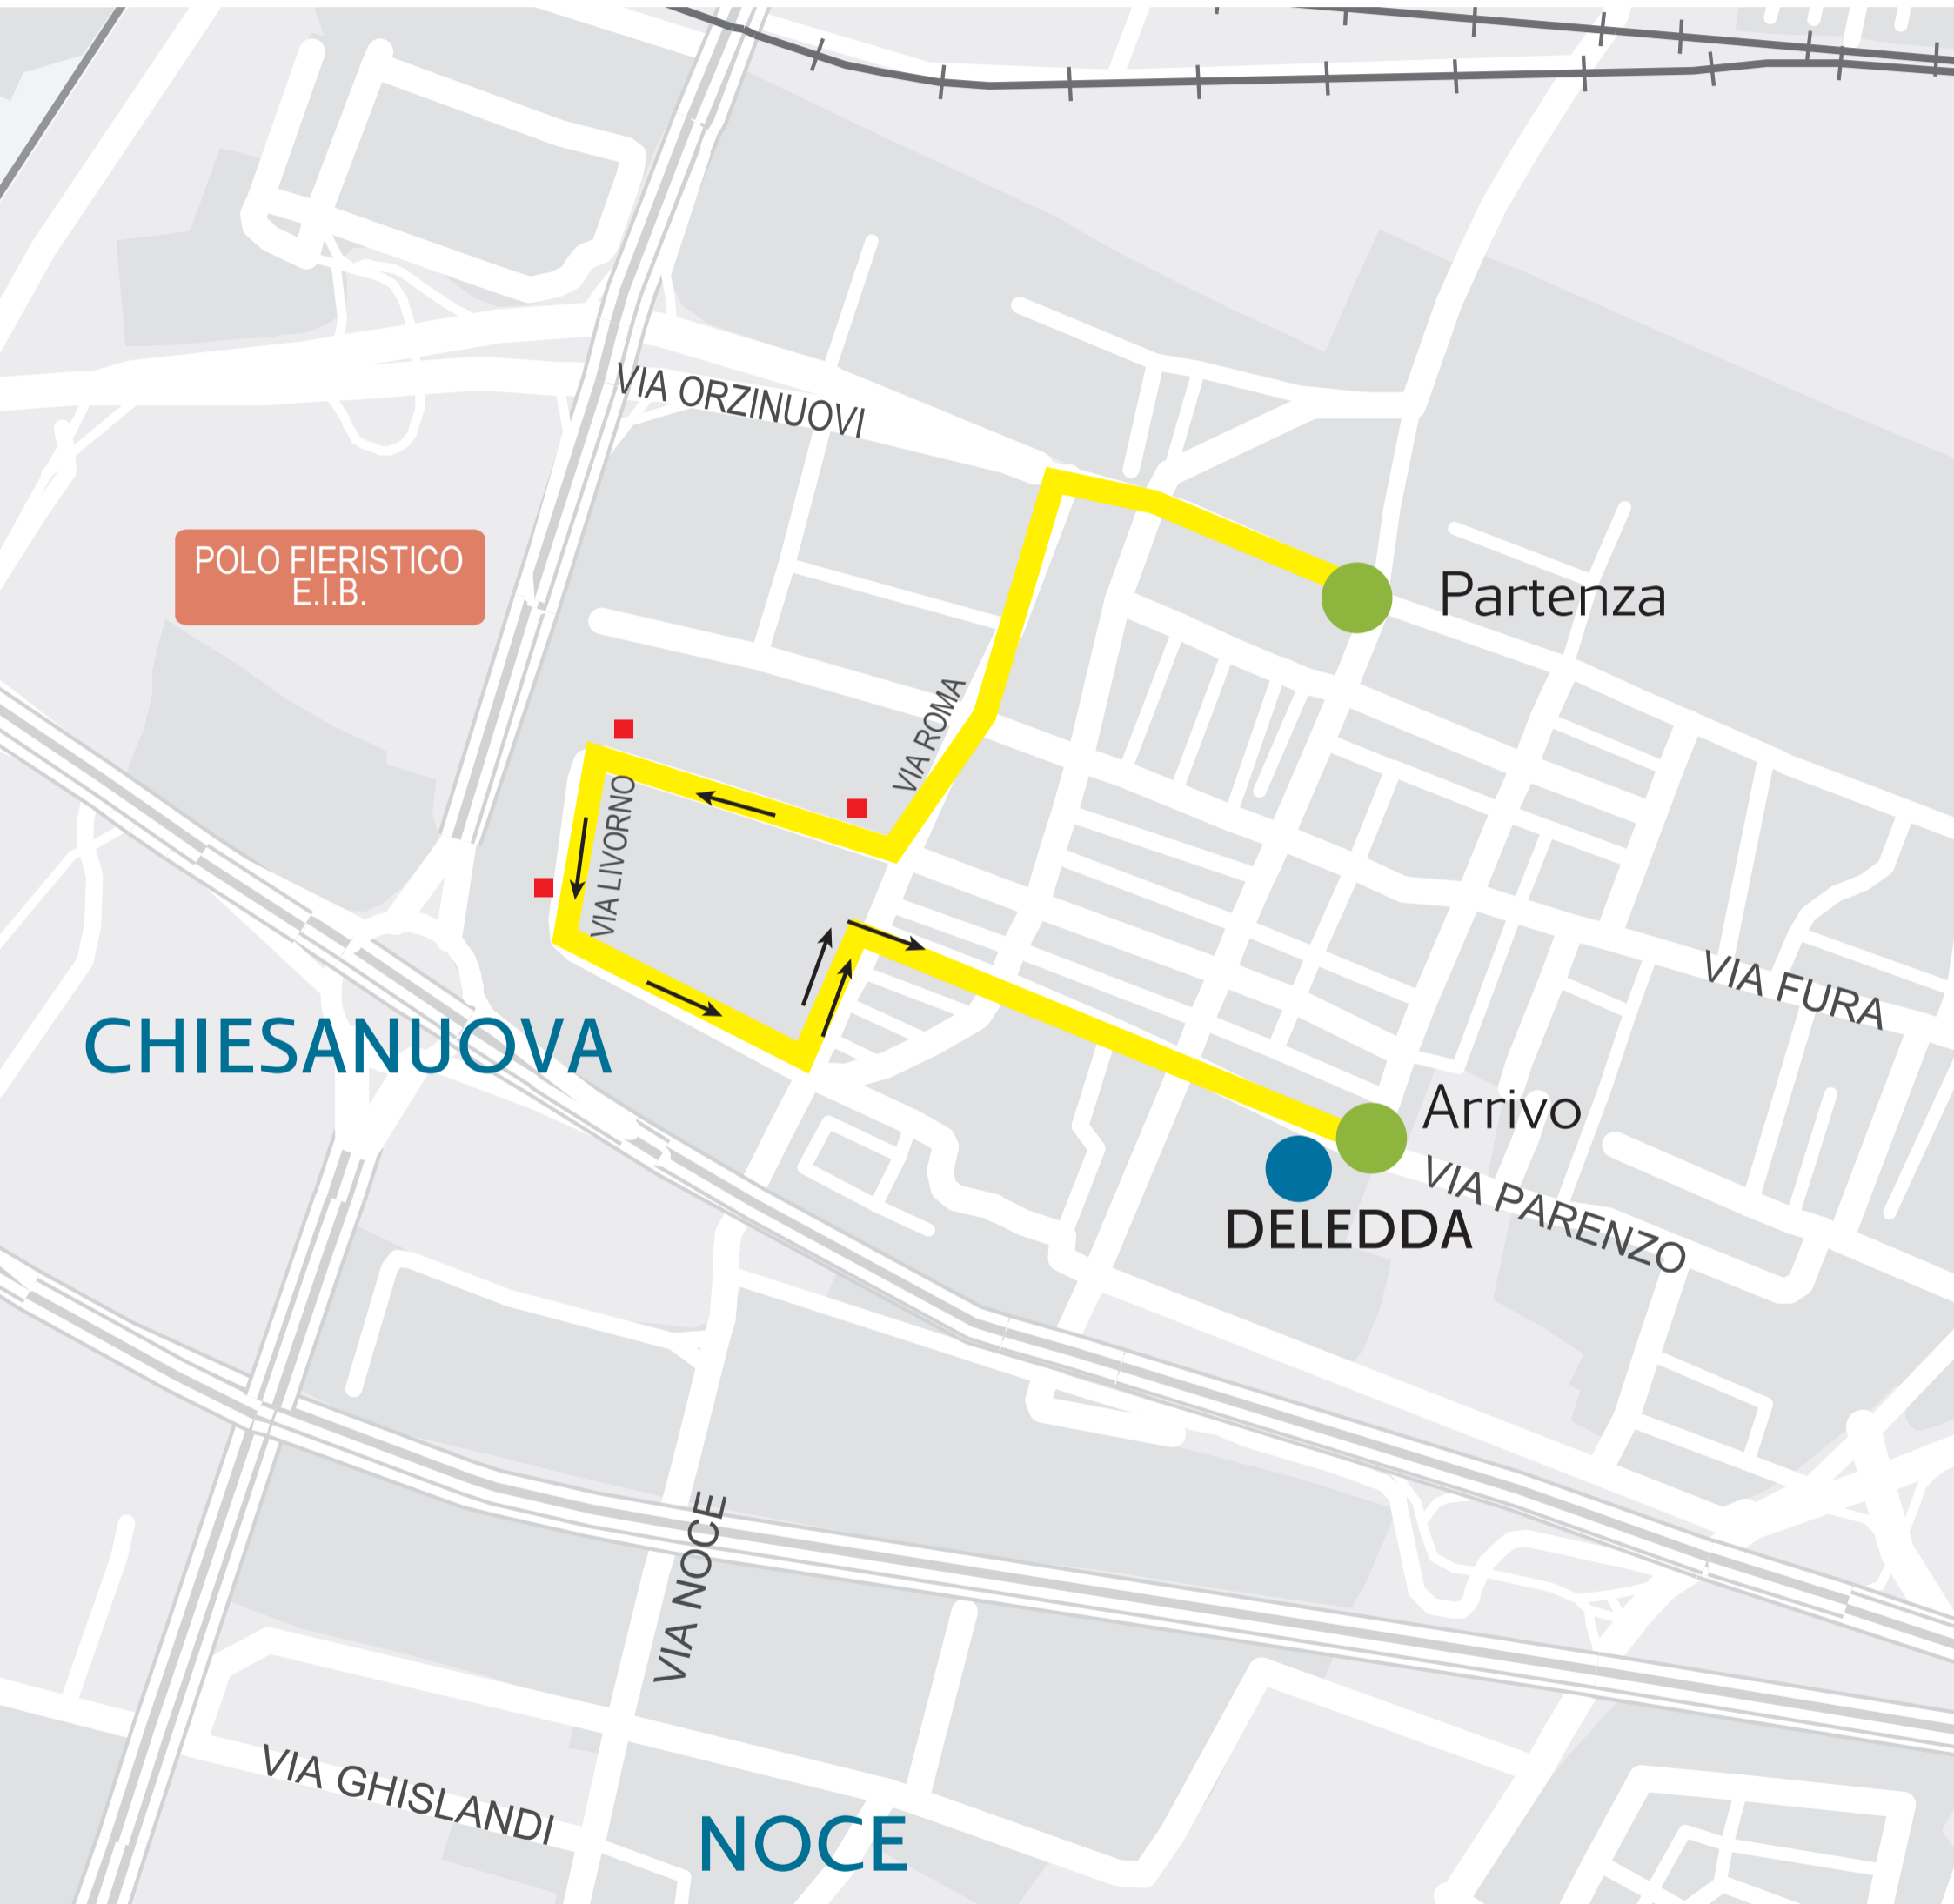 VIA ORZINUOVI
POLO FIERISTICO
E.I.B.
Partenza
VIA ROMA
VIA LIVORNO
VIA FURA
CHIESANUOVA
Arrivo
VIA PARENZO
DELEDDA
VIA NOCE
VIA GHISLANDI
NOCE